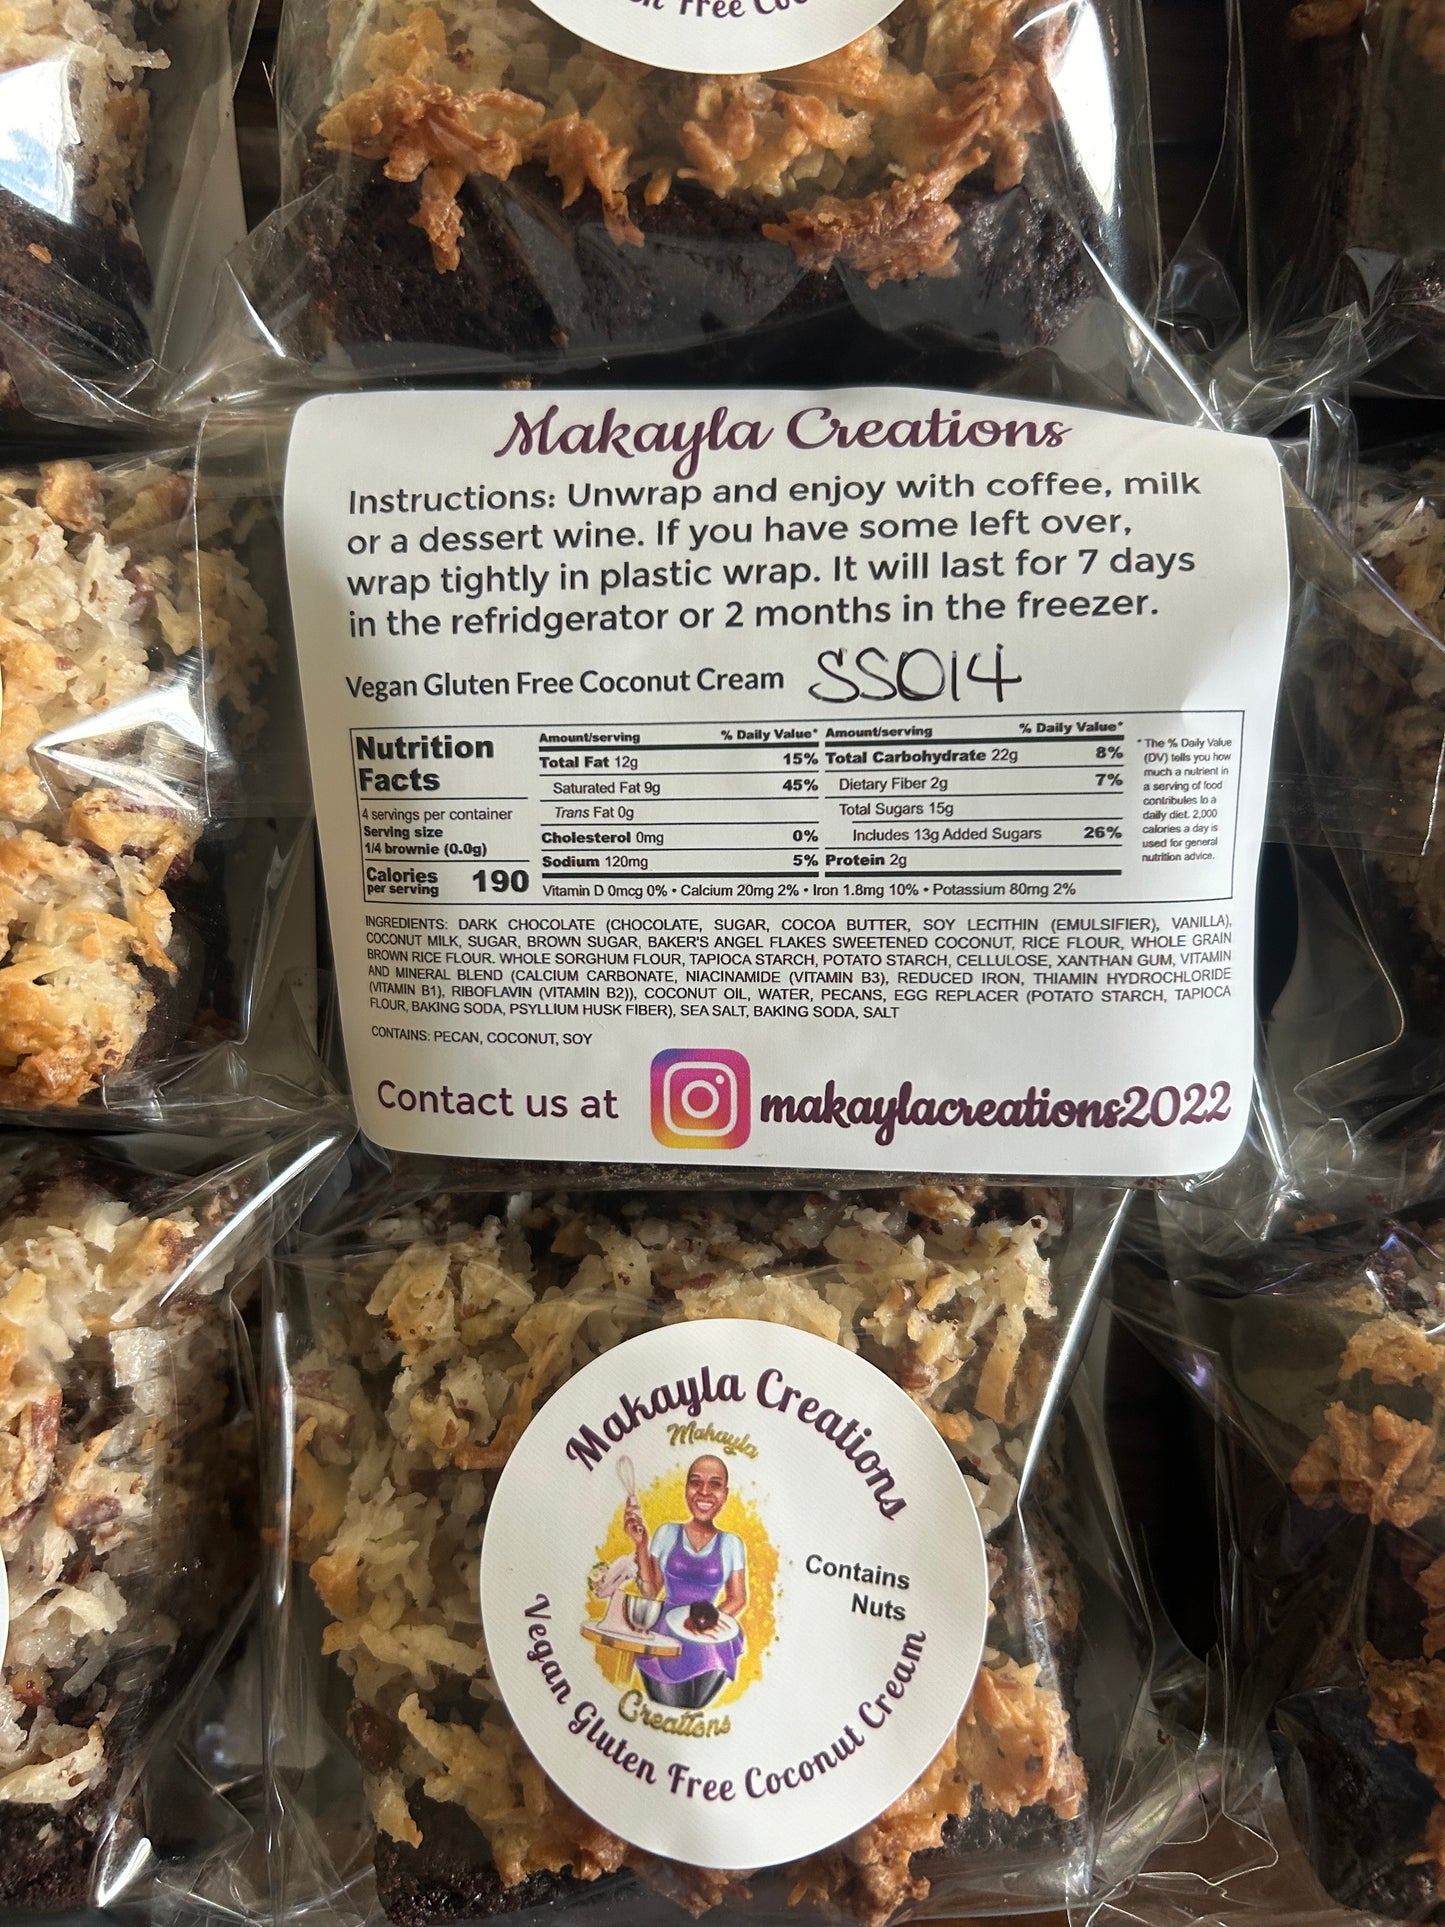 Free
Makayla Creations
Instructions: Unwrap and enjoy with coffee, milk
or a dessert wine. If you have some left over,
wrap tightly in plastic wrap. It will last for 7 days
in the refridgerator or 2 months in the freezer.
Vegan Gluten Free Coconut Cream SS014
Nutrition
Facts
4 servings per container
Serving size
1/4 brownie (0.0g)
Calories
per serving 190
Amount/serving % Daily Value*
Total Fat 12g 15%
Saturated Fat 9g 45%
Trans Fat 0g
Cholesterol 0mg 0%
Sodium 120mg 5%
Amount/serving % Daily Value*
Total Carbohydrate 22g 8%
Dietary Fiber 2g 7%
Total Sugars 15g
Includes 13g Added Sugars 26%
Protein 2g
Vitamin D 0mcg 0% • Calcium 20mg 2% • Iron 1.8mg 10% • Potassium 80mg 2%
* The % Daily Value
(DV) tells you how
much a nutrient in
a serving of food
contributes to a
daily diet. 2,000
calories a day is
used for general
nutrition advice.
INGREDIENTS: DARK CHOCOLATE (CHOCOLATE, SUGAR, COCOA BUTTER, SOY LECITHIN (EMULSIFIER), VANILLA),
COCONUT MILK, SUGAR, BROWN SUGAR, BAKER'S ANGEL FLAKES SWEETENED COCONUT, RICE FLOUR, WHOLE GRAIN
BROWN RICE FLOUR. WHOLE SORGHUM FLOUR, TAPIOCA STARCH, POTATO STARCH, CELLULOSE, XANTHAN GUM, VITAMIN
AND MINERAL BLEND (CALCIUM CARBONATE, NIACINAMIDE (VITAMIN B3), REDUCED IRON, THIAMIN HYDROCHLORIDE
(VITAMIN B1), RIBOFLAVIN (VITAMIN B2)), COCONUT OIL, WATER, PECANS, EGG REPLACER (POTATO STARCH, TAPIOCA
FLOUR, BAKING SODA, PSYLLIUM HUSK FIBER), SEA SALT, BAKING SODA, SALT
CONTAINS: PECAN, COCONUT, SOY
Contact us at makaylacreations2022
Makayla Creations
Makayla
Contains
Nuts
Creations
Vegan Gluten Free Coconut Cream